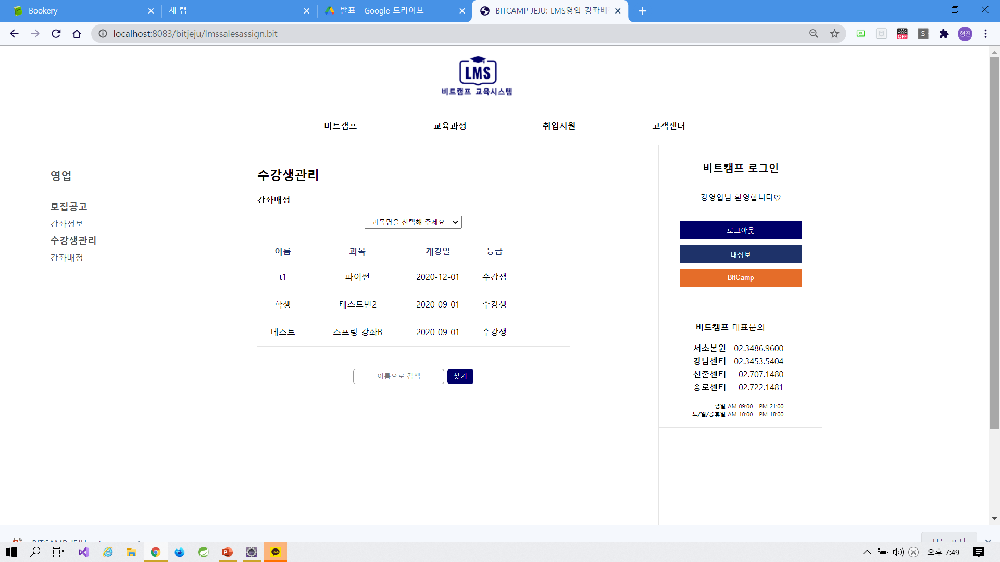 Bookery
새 탭
발표 - Google 드라이브
BITCAMP JEJU: LMS영업-강좌배
localhost:8083/bitjeju/lmssalesassign.bit
OFF
S
형진
LMS
비트캠프 교육시스템
비트캠프 교육과정 취업지원 고객센터
영업
모집공고
강좌정보
수강생관리
강좌배정
수강생관리
강좌배정
--과목명을 선택해 주세요--
이름 과목 개강일 등급
t1 파이썬 2020-12-01 수강생
학생 테스트반2 2020-09-01 수강생
테스트 스프링 강좌B 2020-09-01 수강생
이름으로 검색 찾기
비트캠프 로그인
강영업님 환영합니다♡
로그아웃
내정보
BitCamp
비트캠프 대표문의
서초본원 02.3486.9600
강남센터 02.3453.5404
신촌센터 02.707.1480
종로센터 02.722.1481
평일 AM 09:00 - PM 21:00
토/일/공휴일 AM 10:00 - PM 18:00
모두 표시
TALK
오후 7:49